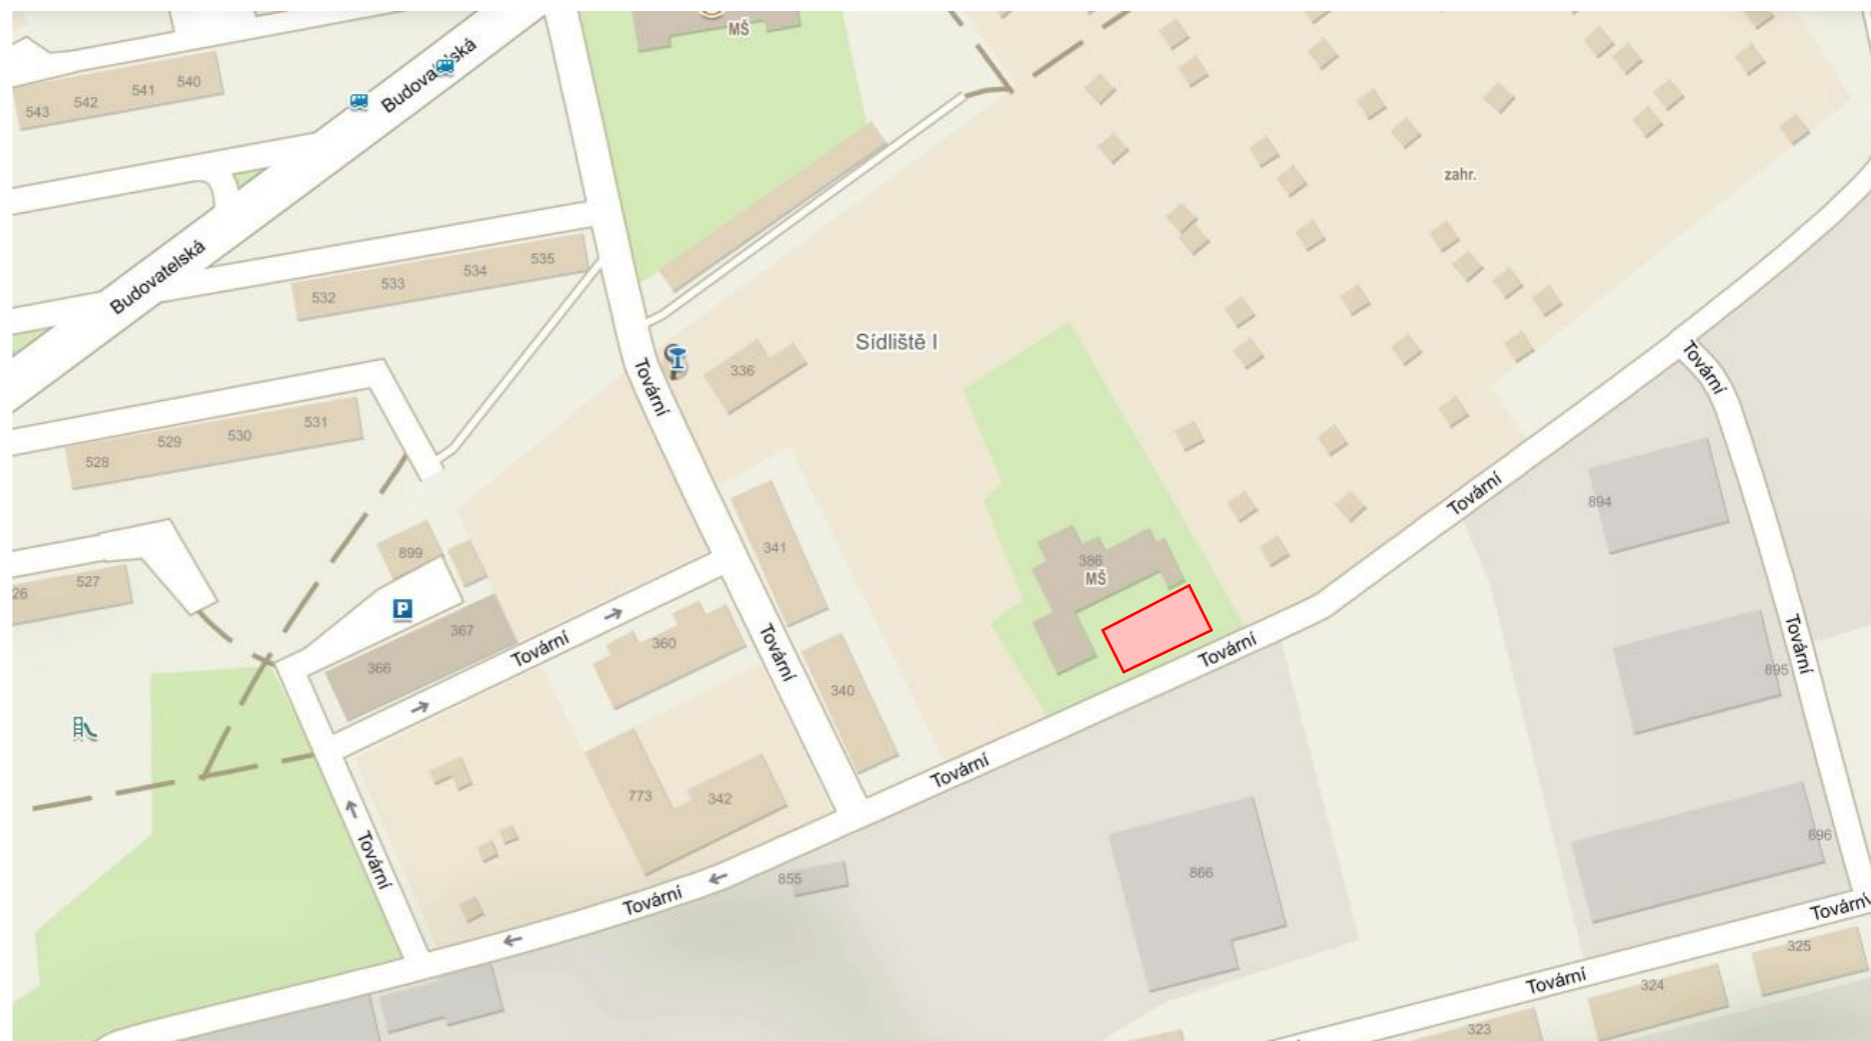 MŠ
Budovatelská
543 542 541 540
zahr.
Budovatelská
532 533 534 535
Sídliště I
336
Tovární
Tovární
528 529 530 531
Tovární
894
341
899
386
MŠ
26 527
P
367
366
Tovární
360
Tovární
Tovární
Tovární
895
340
Tovární
773 342
896
Tovární
866
855
Tovární
Tovární
325
Tovární
324
323